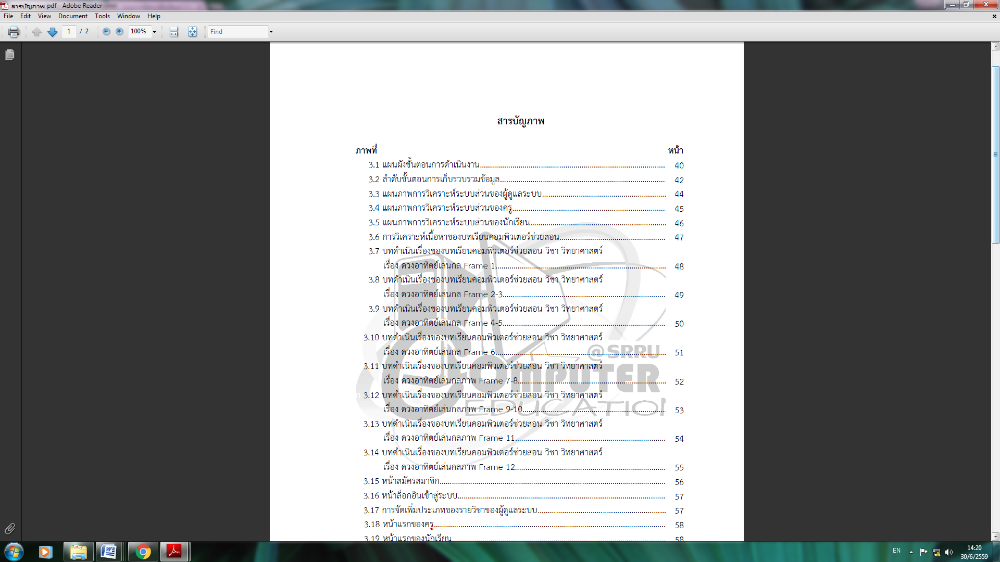 สารบัญภาพ.pdf - Adobe Reader
File Edit View Document Tools Window Help
1 / 2 100% Find
สารบัญภาพ
ภาพที่ หน้า
3.1 แผนผังขั้นตอนการดำเนินงาน 40
3.2 ลำดับขั้นตอนการเก็บรวบรวมข้อมูล 42
3.3 แผนภาพการวิเคราะห์ระบบส่วนของผู้ดูแลระบบ 44
3.4 แผนภาพการวิเคราะห์ระบบส่วนของครู 45
3.5 แผนภาพการวิเคราะห์ระบบส่วนของนักเรียน 46
3.6 การวิเคราะห์เนื้อหาของบทเรียนคอมพิวเตอร์ช่วยสอน 47
3.7 บทดำเนินเรื่องของบทเรียนคอมพิวเตอร์ช่วยสอน วิชา วิทยาศาสตร์
เรื่อง ดวงอาทิตย์เล่นกล Frame 1 48
3.8 บทดำเนินเรื่องของบทเรียนคอมพิวเตอร์ช่วยสอน วิชา วิทยาศาสตร์
เรื่อง ดวงอาทิตย์เล่นกล Frame 2-3 49
3.9 บทดำเนินเรื่องของบทเรียนคอมพิวเตอร์ช่วยสอน วิชา วิทยาศาสตร์
เรื่อง ดวงอาทิตย์เล่นกล Frame 4-5 50
3.10 บทดำเนินเรื่องของบทเรียนคอมพิวเตอร์ช่วยสอน วิชา วิทยาศาสตร์
เรื่อง ดวงอาทิตย์เล่นกล Frame 6 51
@SRRU
3.11 บทดำเนินเรื่องของบทเรียนคอมพิวเตอร์ช่วยสอน วิชา วิทยาศาสตร์
เรื่อง ดวงอาทิตย์เล่นกลภาพ Frame 7-8 52
COMPUTER
3.12 บทดำเนินเรื่องของบทเรียนคอมพิวเตอร์ช่วยสอน วิชา วิทยาศาสตร์
เรื่อง ดวงอาทิตย์เล่นกลภาพ Frame 9-10 53
EDUCATION
3.13 บทดำเนินเรื่องของบทเรียนคอมพิวเตอร์ช่วยสอน วิชา วิทยาศาสตร์
เรื่อง ดวงอาทิตย์เล่นกลภาพ Frame 11 54
3.14 บทดำเนินเรื่องของบทเรียนคอมพิวเตอร์ช่วยสอน วิชา วิทยาศาสตร์
เรื่อง ดวงอาทิตย์เล่นกลภาพ Frame 12 55
3.15 หน้าสมัครสมาชิก 56
3.16 หน้าล็อกอินเข้าสู่ระบบ 57
3.17 การจัดเพิ่มประเภทของรายวิชาของผู้ดูแลระบบ 57
3.18 หน้าแรกของครู 58
3.19 หน้าแรกของนักเรียน 58
EN 14:20
30/6/2559